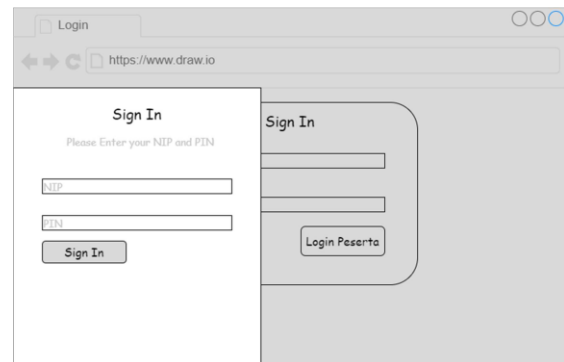 Login
https://www.draw.io
Sign In
Please Enter your NIP and PIN
NIP
PIN
Sign In
Sign In
Login Peserta